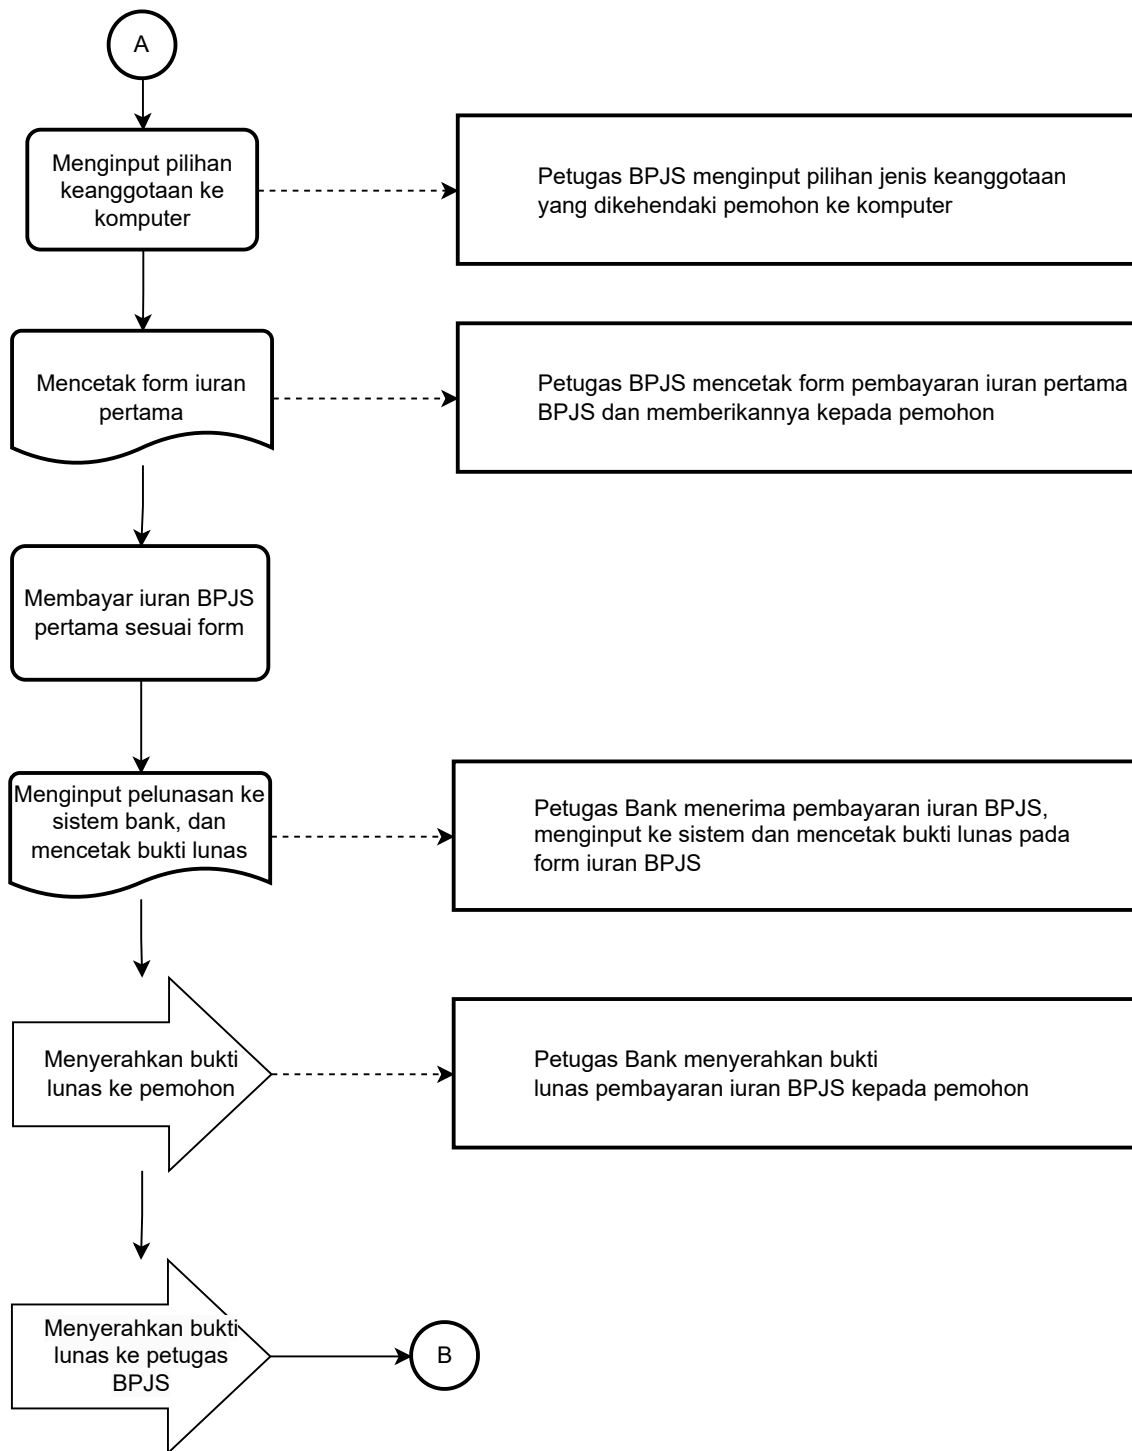 A
Menginput pilihan
keanggotaan ke
komputer
Petugas BPJS menginput pilihan jenis keanggotaan
yang dikehendaki pemohon ke komputer
Mencetak form iuran
pertama
Petugas BPJS mencetak form pembayaran iuran pertama
BPJS dan memberikannya kepada pemohon
Membayar iuran BPJS
pertama sesuai form
Menginput pelunasan ke
sistem bank, dan
mencetak bukti lunas
Petugas Bank menerima pembayaran iuran BPJS,
menginput ke sistem dan mencetak bukti lunas pada
form iuran BPJS
Menyerahkan bukti
lunas ke pemohon
Petugas Bank menyerahkan bukti
lunas pembayaran iuran BPJS kepada pemohon
Menyerahkan bukti
lunas ke petugas
BPJS
B